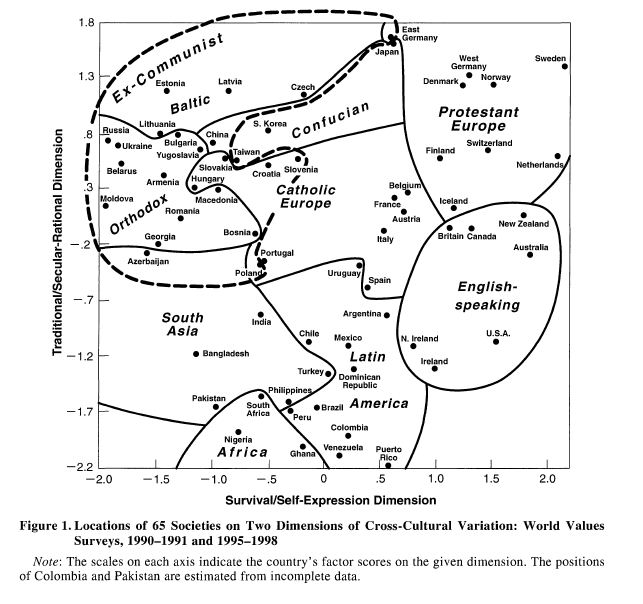 1.8
1.3
.8
.3
−.2
−.7
−1.2
−1.7
−2.2
Traditional/Secular-Rational Dimension
East
Germany
Japan
Ex-Communist
West
Germany
Sweden
Denmark
Norway
Estonia
Latvia
Czech
Baltic
Confucian
Protestant
Europe
S. Korea
Lithuania
Russia
China
Bulgaria
Ukraine
Yugoslavia
Taiwan
Switzerland
Finland
Netherlands
Belarus
Slovakia
Croatia
Slovenia
Armenia
Hungary
Catholic
Europe
Macedonia
Belgium
France
Austria
Moldova
Orthodox
Romania
Iceland
New Zealand
Georgia
Bosnia
Italy
Britain
Canada
Azerbaijan
Portugal
Poland
Uruguay
Spain
Australia
English-
speaking
South
Asia
India
Argentina
Chile
Mexico
N. Ireland
U.S.A.
Bangladesh
Latin
Turkey
Dominican
Republic
Ireland
America
Pakistan
South
Africa
Philippines
Peru
Brazil
Nigeria
Africa
Ghana
Colombia
Venezuela
Puerto
Rico
−2.0
−1.5
−1.0
−.5
0
0.5
1.0
1.5
2.0
Survival/Self-Expression Dimension
Figure 1. Locations of 65 Societies on Two Dimensions of Cross-Cultural Variation: World Values
Surveys, 1990–1991 and 1995–1998
Note: The scales on each axis indicate the country's factor scores on the given dimension. The positions
of Colombia and Pakistan are estimated from incomplete data.